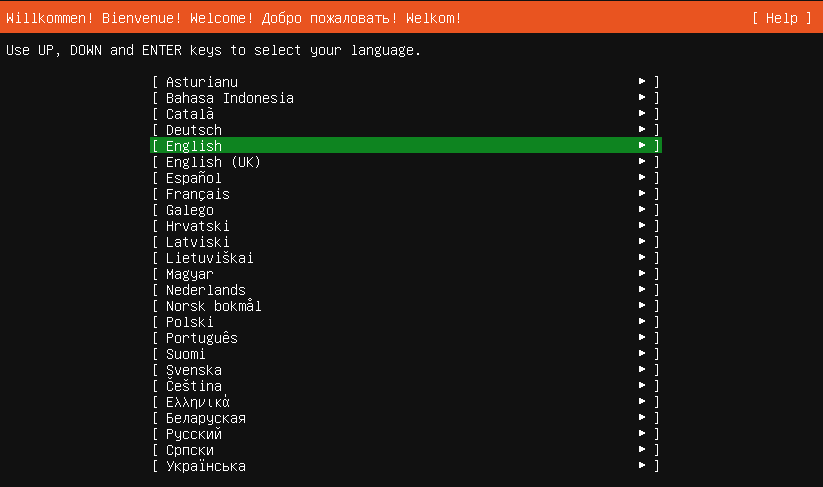 Willkommen! Bienvenue! Welcome! Добро пожаловать! Welkom! [ Help ]
Use UP, DOWN and ENTER keys to select your language.
[ Asturianu ► ]
[ Bahasa Indonesia ► ]
[ Català ► ]
[ Deutsch ► ]
[ English ► ]
[ English (UK) ► ]
[ Español ► ]
[ Français ► ]
[ Galego ► ]
[ Hrvatski ► ]
[ Latviski ► ]
[ Lietuviškai ► ]
[ Magyar ► ]
[ Nederlands ► ]
[ Norsk bokmål ► ]
[ Polski ► ]
[ Português ► ]
[ Suomi ► ]
[ Svenska ► ]
[ Čeština ► ]
[ Ελληνικά ► ]
[ Беларуская ► ]
[ Русский ► ]
[ Српски ► ]
[ Українська ► ]